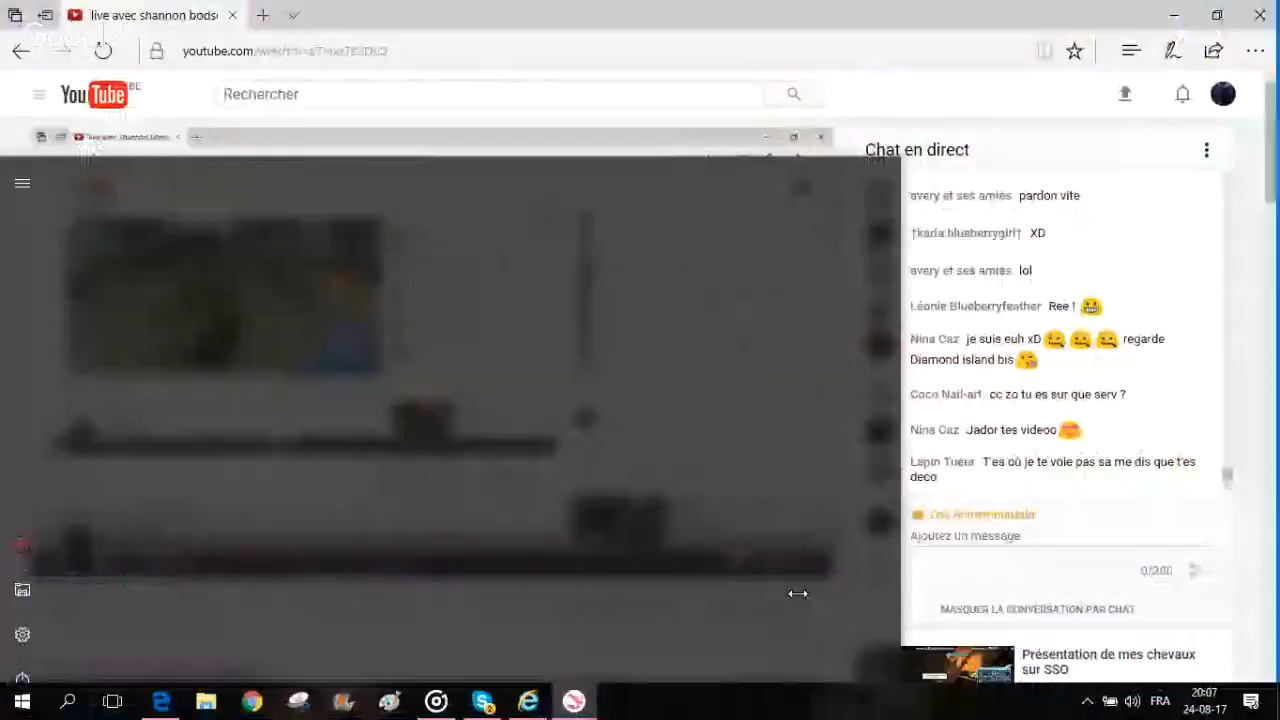 live avec shannon bods
youtube.com
YouTube BE
Rechercher
Chat en direct
avery et ses amies pardon vite
XD
avery et ses amies lol
Léonie Blueberryfeather Ree !
Nina Caz je suis euh xD regarde
Diamond island bis
Coco Nail-art cc zo tu es sur que serv ?
Nina Caz Jador tes videoo
Lapin Tueur T'es où je te voie pas sa me dis que t'es
deco
Ajoutez un message
0/200
MASQUER LA CONVERSATION PAR CHAT
Présentation de mes chevaux
sur SSO
FRA
20:07
24-08-17